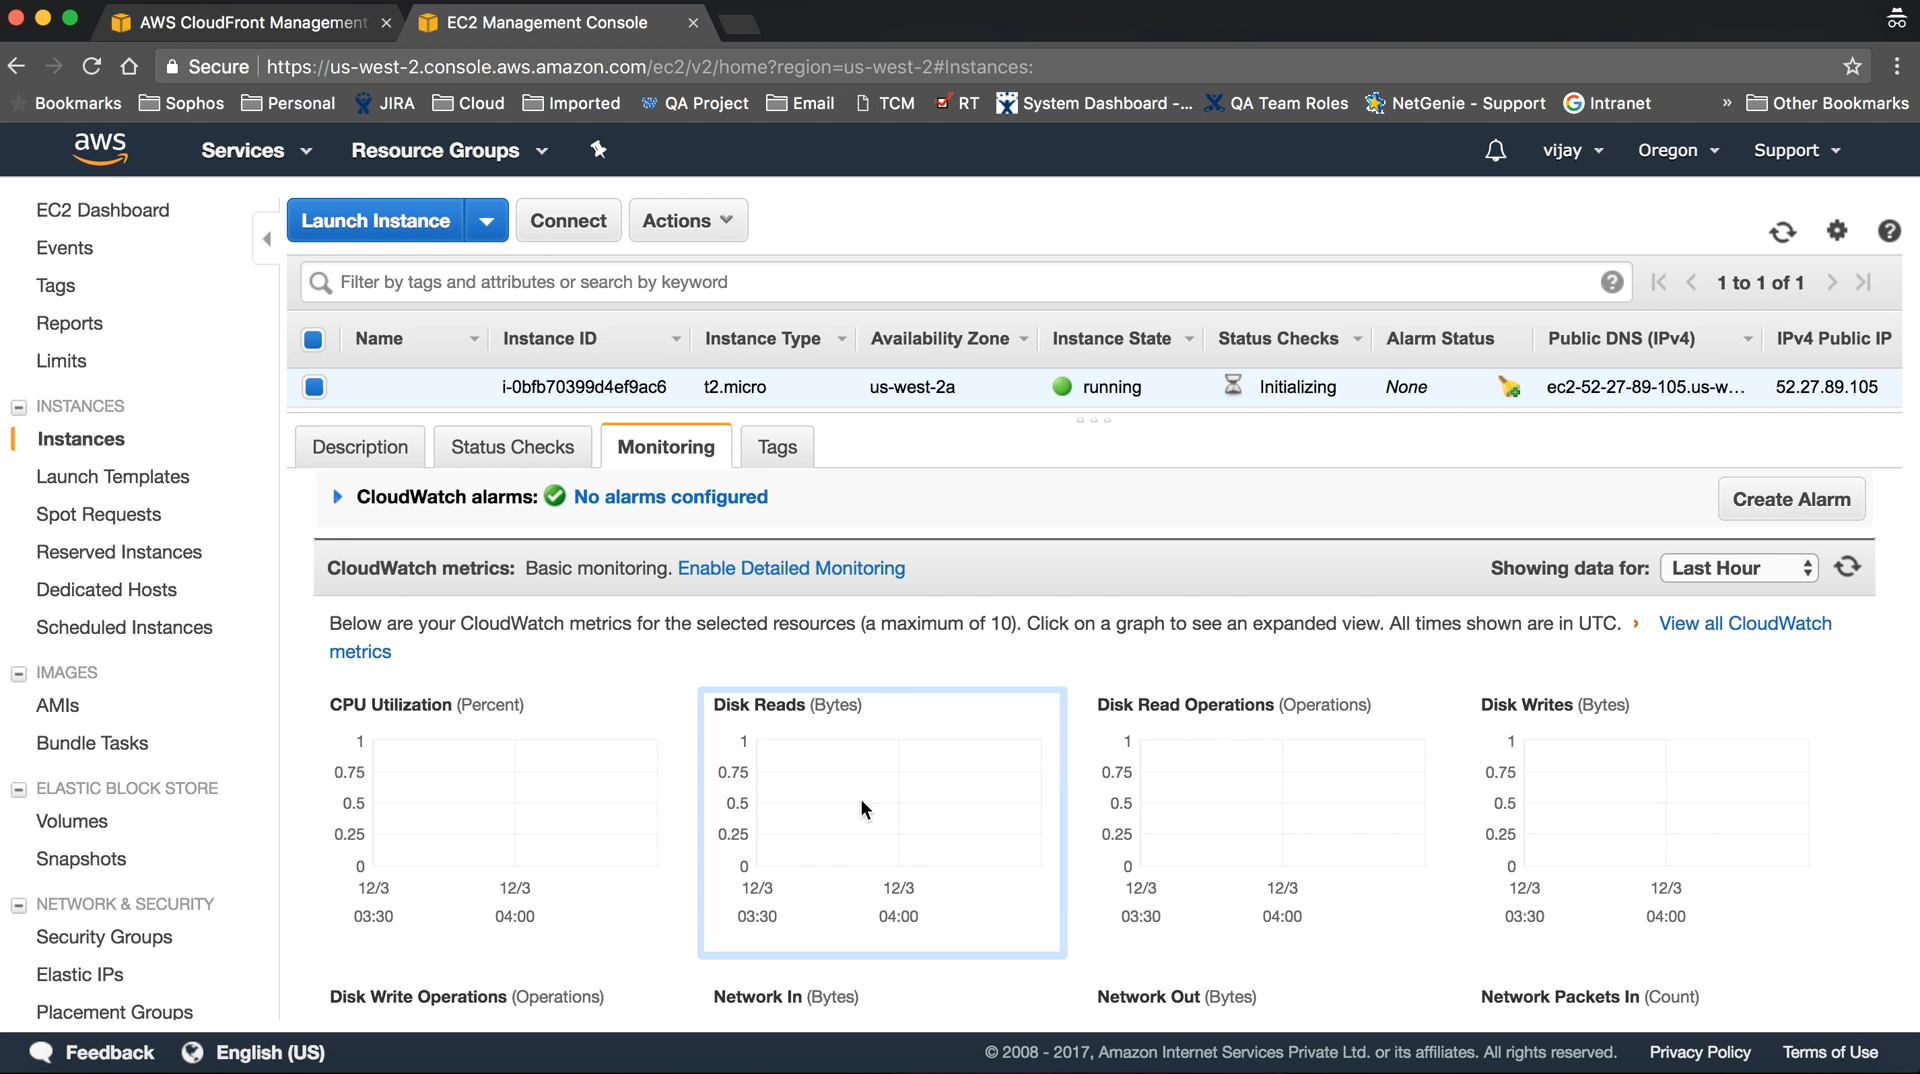 AWS CloudFront Management
EC2 Management Console
Secure https://us-west-2.console.aws.amazon.com/ec2/v2/home?region=us-west-2#Instances:
Bookmarks Sophos Personal JIRA Cloud Imported QA Project Email TCM RT System Dashboard -... QA Team Roles NetGenie - Support Intranet » Other Bookmarks
aws Services Resource Groups vijay Oregon Support
EC2 Dashboard
Events
Tags
Reports
Limits
INSTANCES
Instances
Launch Templates
Spot Requests
Reserved Instances
Dedicated Hosts
Scheduled Instances
IMAGES
AMIs
Bundle Tasks
ELASTIC BLOCK STORE
Volumes
Snapshots
NETWORK & SECURITY
Security Groups
Elastic IPs
Placement Groups
Launch Instance Connect Actions
Filter by tags and attributes or search by keyword 1 to 1 of 1
Name Instance ID Instance Type Availability Zone Instance State Status Checks Alarm Status Public DNS (IPv4) IPv4 Public IP
i-0bfb70399d4ef9ac6 t2.micro us-west-2a running Initializing None ec2-52-27-89-105.us-w... 52.27.89.105
Description Status Checks Monitoring Tags
CloudWatch alarms: No alarms configured Create Alarm
CloudWatch metrics: Basic monitoring. Enable Detailed Monitoring Showing data for: Last Hour
Below are your CloudWatch metrics for the selected resources (a maximum of 10). Click on a graph to see an expanded view. All times shown are in UTC. › View all CloudWatch
metrics
CPU Utilization (Percent)
1
0.75
0.5
0.25
0
12/3 12/3
03:30 04:00
Disk Reads (Bytes)
1
0.75
0.5
0.25
0
12/3 12/3
03:30 04:00
Disk Read Operations (Operations)
1
0.75
0.5
0.25
0
12/3 12/3
03:30 04:00
Disk Writes (Bytes)
1
0.75
0.5
0.25
0
12/3 12/3
03:30 04:00
Disk Write Operations (Operations)
Network In (Bytes)
Network Out (Bytes)
Network Packets In (Count)
Feedback English (US) © 2008 - 2017, Amazon Internet Services Private Ltd. or its affiliates. All rights reserved. Privacy Policy Terms of Use